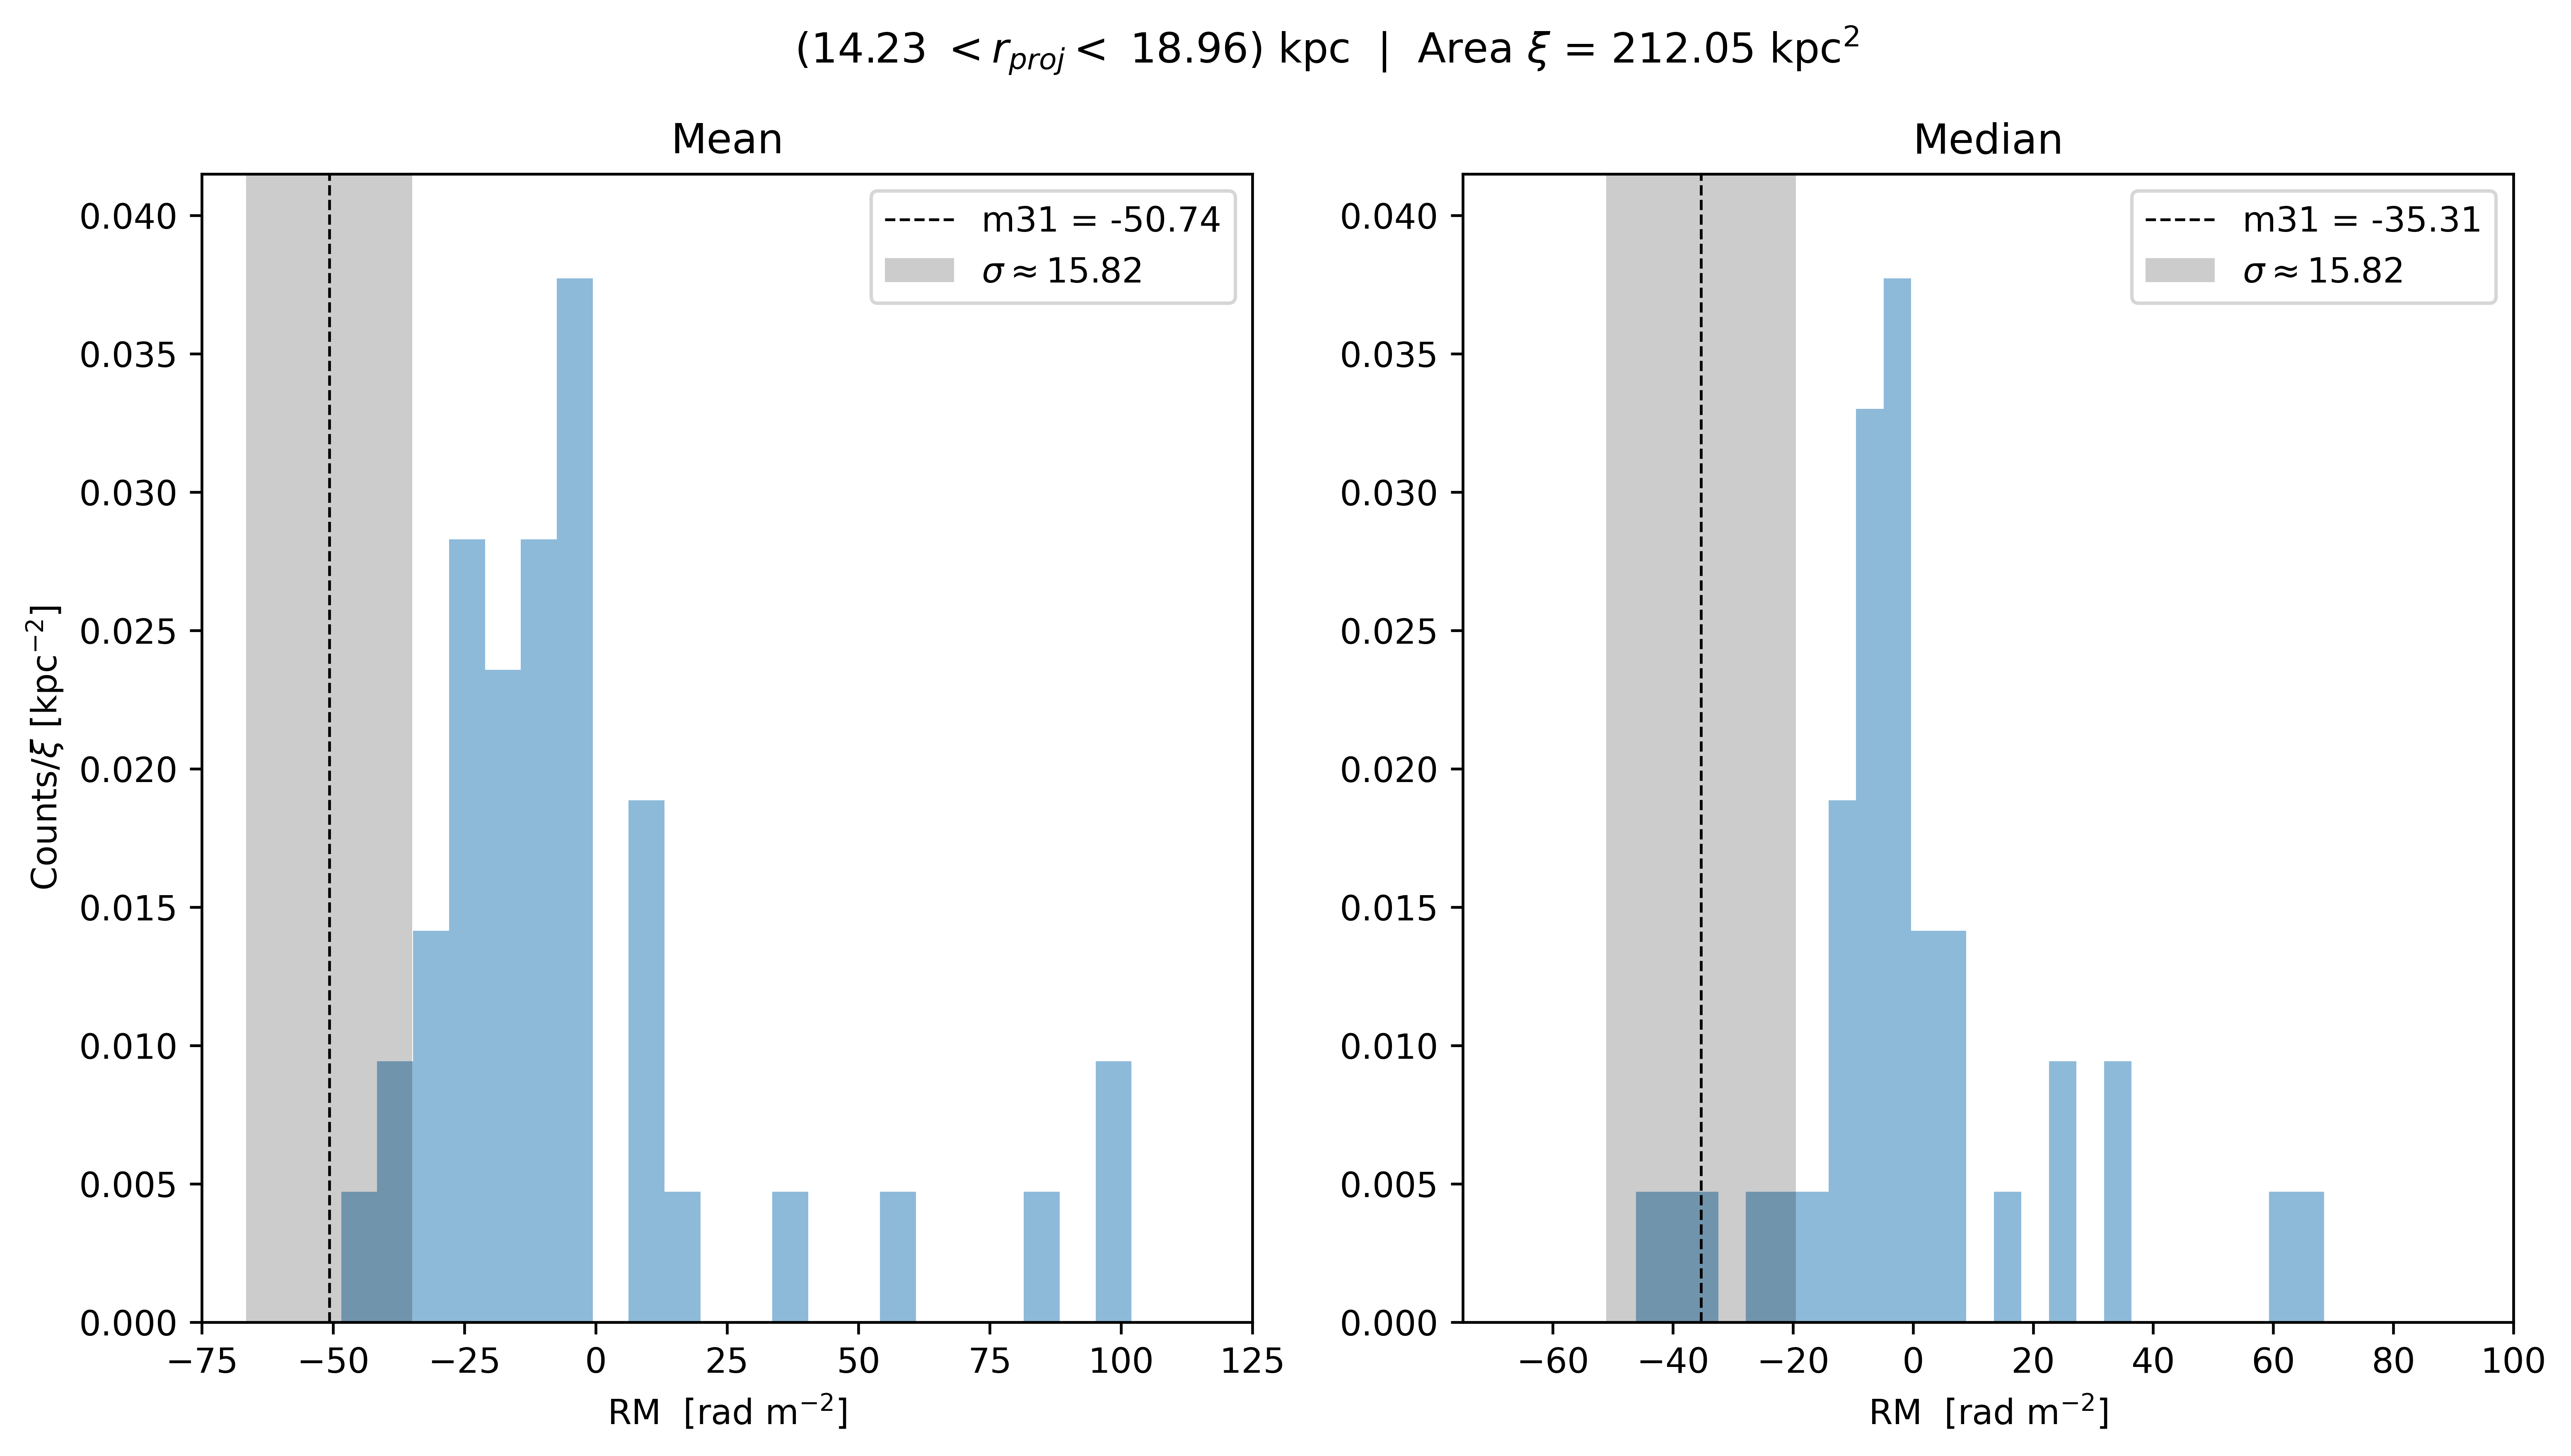 (14.23 < r_proj < 18.96) kpc | Area ξ = 212.05 kpc²
Mean
m31 = -50.74
σ ≈ 15.82
0.040
0.035
0.030
0.025
0.020
0.015
0.010
0.005
0.000
Counts/ξ [kpc⁻²]
−75 −50 −25 0 25 50 75 100 125
RM [rad m⁻²]
Median
m31 = -35.31
σ ≈ 15.82
0.040
0.035
0.030
0.025
0.020
0.015
0.010
0.005
0.000
−60 −40 −20 0 20 40 60 80 100
RM [rad m⁻²]